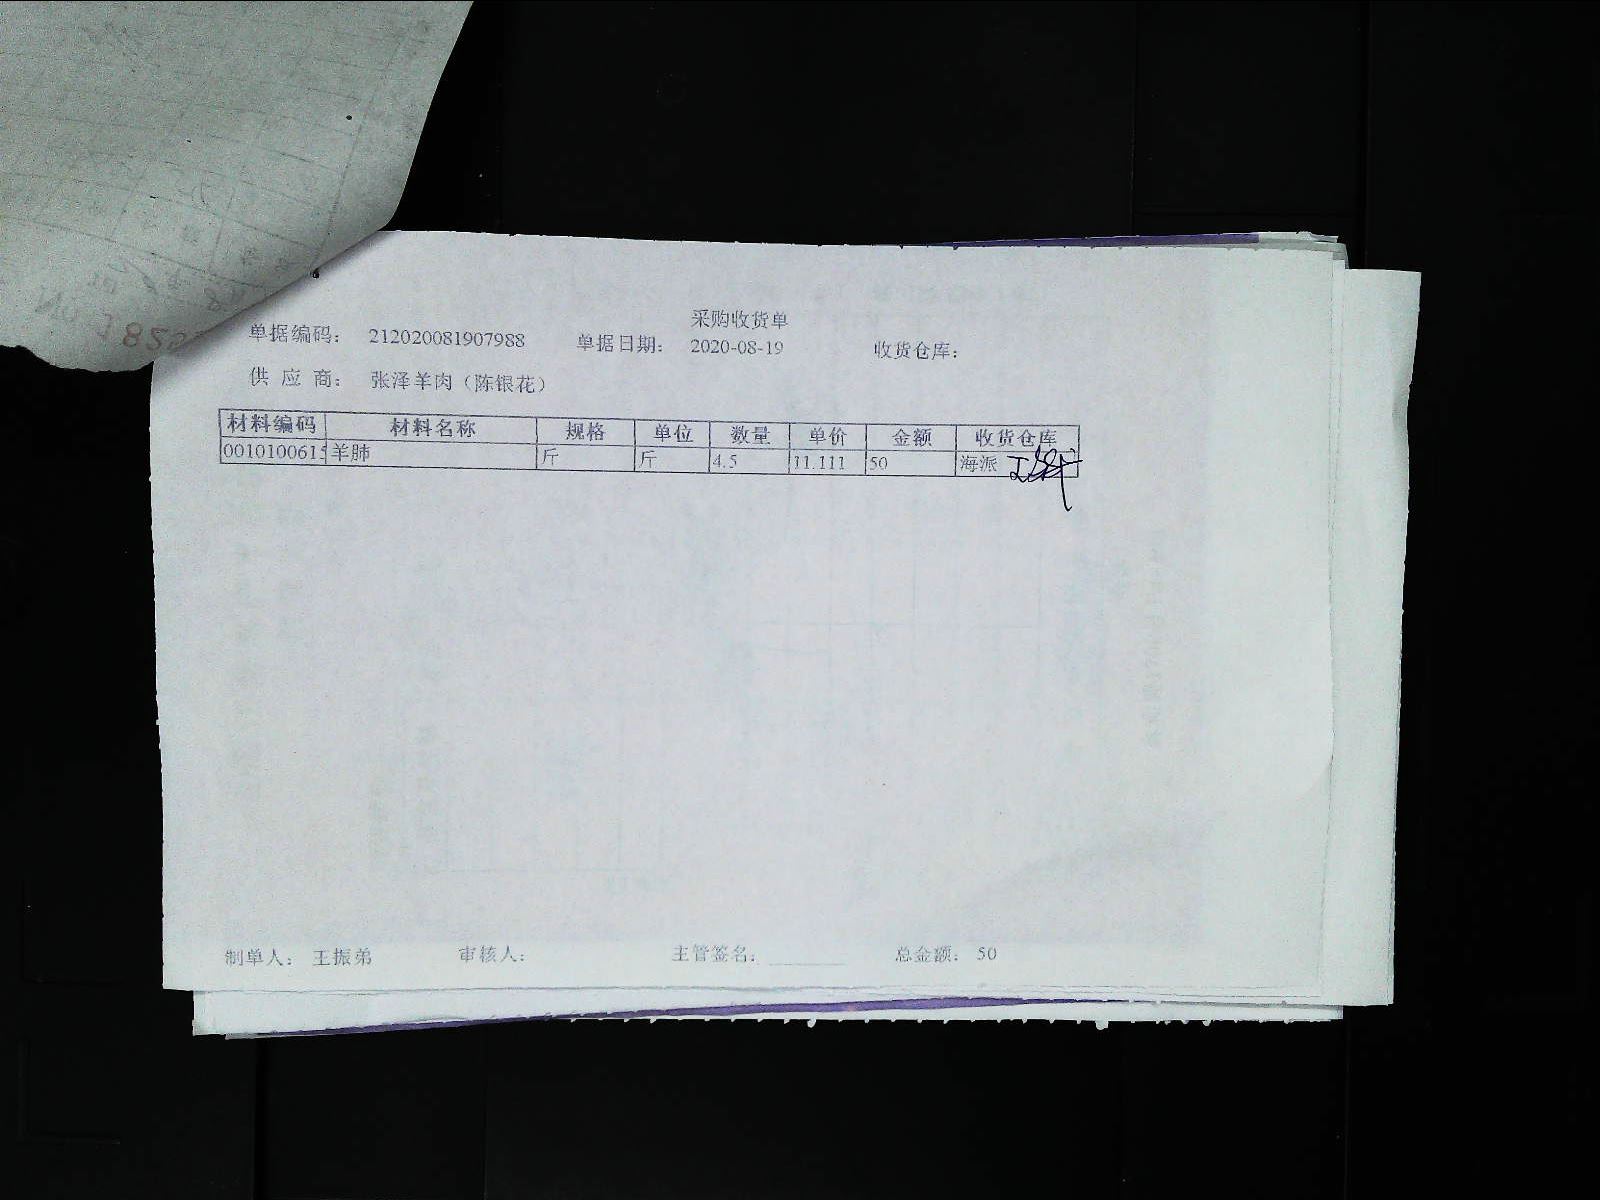 采购收货单
单据编码： 212020081907988 单据日期： 2020-08-19 收货仓库：
供 应 商： 张泽羊肉（陈银花）
材料编码 材料名称 规格 单位 数量 单价 金额 收货仓库
0010100615 羊肺 斤 斤 4.5 11.111 50 海派
制单人： 王振弟 审核人： 主管签名： ________ 总金额： 50